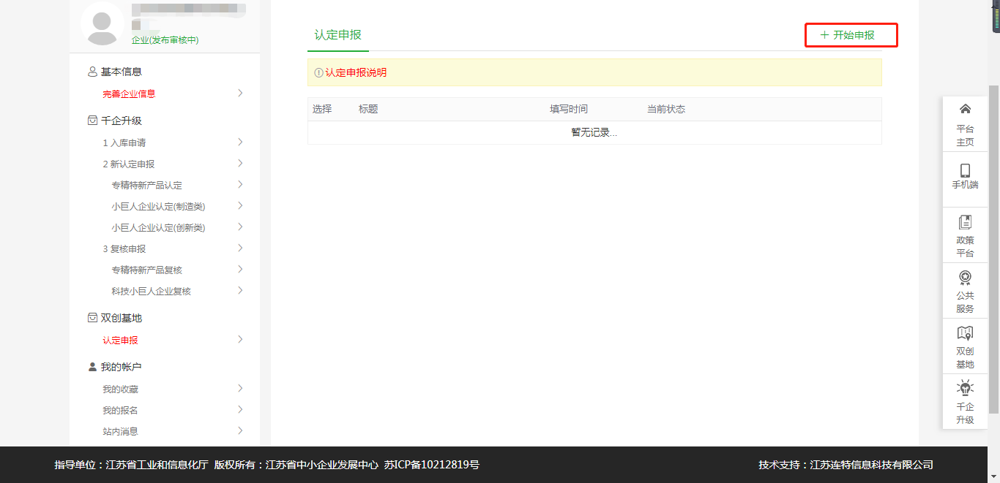 企业(发布审核中)
基本信息
完善企业信息
千企升级
1 入库申请
2 新认定申报
专精特新产品认定
小巨人企业认定(制造类)
小巨人企业认定(创新类)
3 复核申报
专精特新产品复核
科技小巨人企业复核
双创基地
认定申报
我的帐户
我的收藏
我的报名
站内消息
认定申报
+ 开始申报
认定申报说明
选择 标题 填写时间 当前状态
暂无记录...
平台
主页
手机端
政策
平台
公共
服务
双创
基地
千企
升级
指导单位：江苏省工业和信息化厅 版权所有：江苏省中小企业发展中心 苏ICP备10212819号
技术支持：江苏连特信息科技有限公司